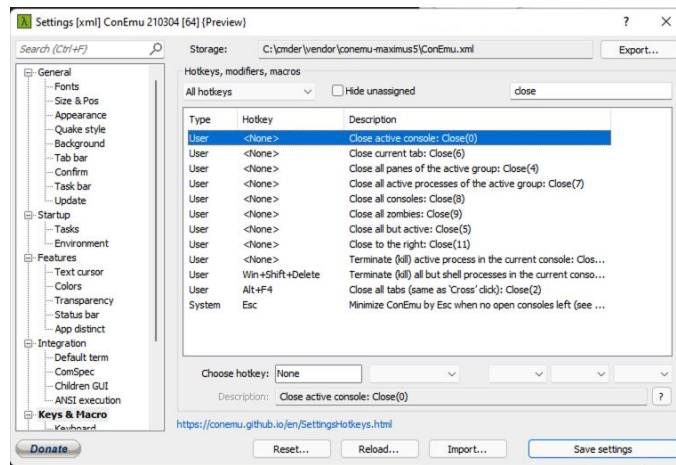 Settings [xml] ConEmu 210304 [64] {Preview}
Search (Ctrl+F)
Storage: C:\cmder\vendor\conemu-maximus5\ConEmu.xml Export...
General
Fonts
Size & Pos
Appearance
Quake style
Background
Tab bar
Confirm
Task bar
Update
Startup
Tasks
Environment
Features
Text cursor
Colors
Transparency
Status bar
App distinct
Integration
Default term
ComSpec
Children GUI
ANSI execution
Keys & Macro
Keyboard
Donate
Hotkeys, modifiers, macros
All hotkeys Hide unassigned close
Type Hotkey Description
User <None> Close active console: Close(0)
User <None> Close current tab: Close(6)
User <None> Close all panes of the active group: Close(4)
User <None> Close all active processes of the active group: Close(7)
User <None> Close all consoles: Close(8)
User <None> Close all zombies: Close(9)
User <None> Close all but active: Close(5)
User <None> Close to the right: Close(11)
User <None> Terminate (kill) active process in the current console: Clos...
User Win+Shift+Delete Terminate (kill) all but shell processes in the current conso...
User Alt+F4 Close all tabs (same as 'Cross' click): Close(2)
System Esc Minimize ConEmu by Esc when no open consoles left (see ...
Choose hotkey: None
Description: Close active console: Close(0) ?
https://conemu.github.io/en/SettingsHotkeys.html
Reset... Reload... Import... Save settings